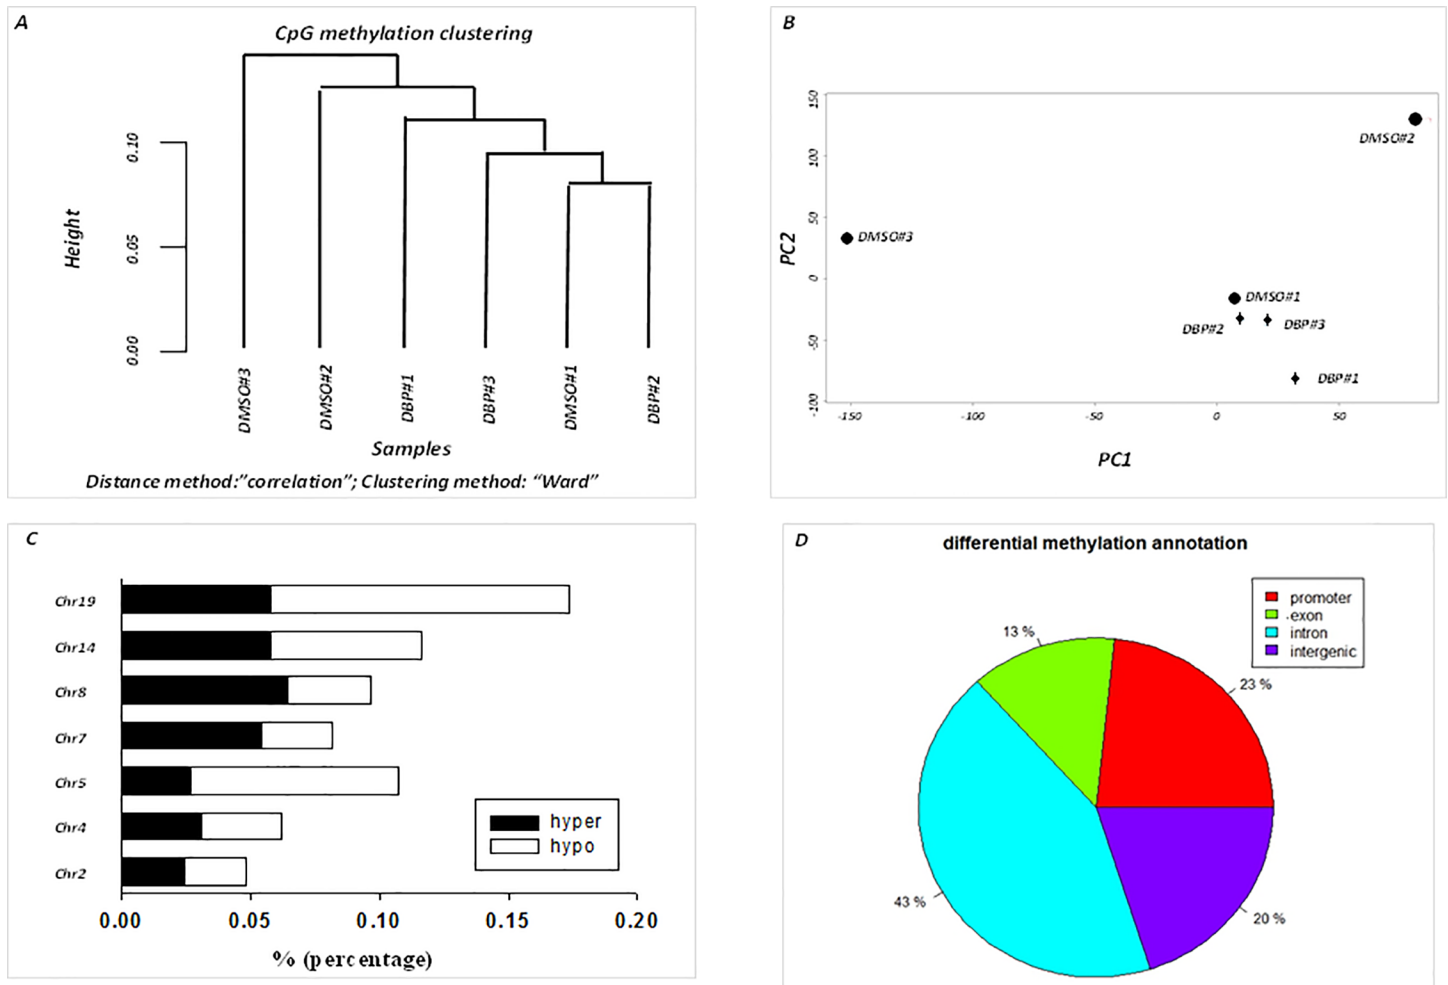 A
CpG methylation clustering
0.10
0.05
0.00
Height
DMSO#3
DMSO#2
DBP#1
DBP#3
DMSO#1
DBP#2
Samples
Distance method:"correlation"; Clustering method: "Ward"
B
150
100
50
0
-50
-100
PC2
DMSO#2
DMSO#3
DMSO#1
DBP#2
DBP#3
DBP#1
-150
-100
-50
0
50
PC1
C
Chr19
Chr14
Chr8
Chr7
Chr5
Chr4
Chr2
hyper
hypo
0.00
0.05
0.10
0.15
0.20
% (percentage)
D
differential methylation annotation
promoter
exon
intron
intergenic
13 %
23 %
43 %
20 %